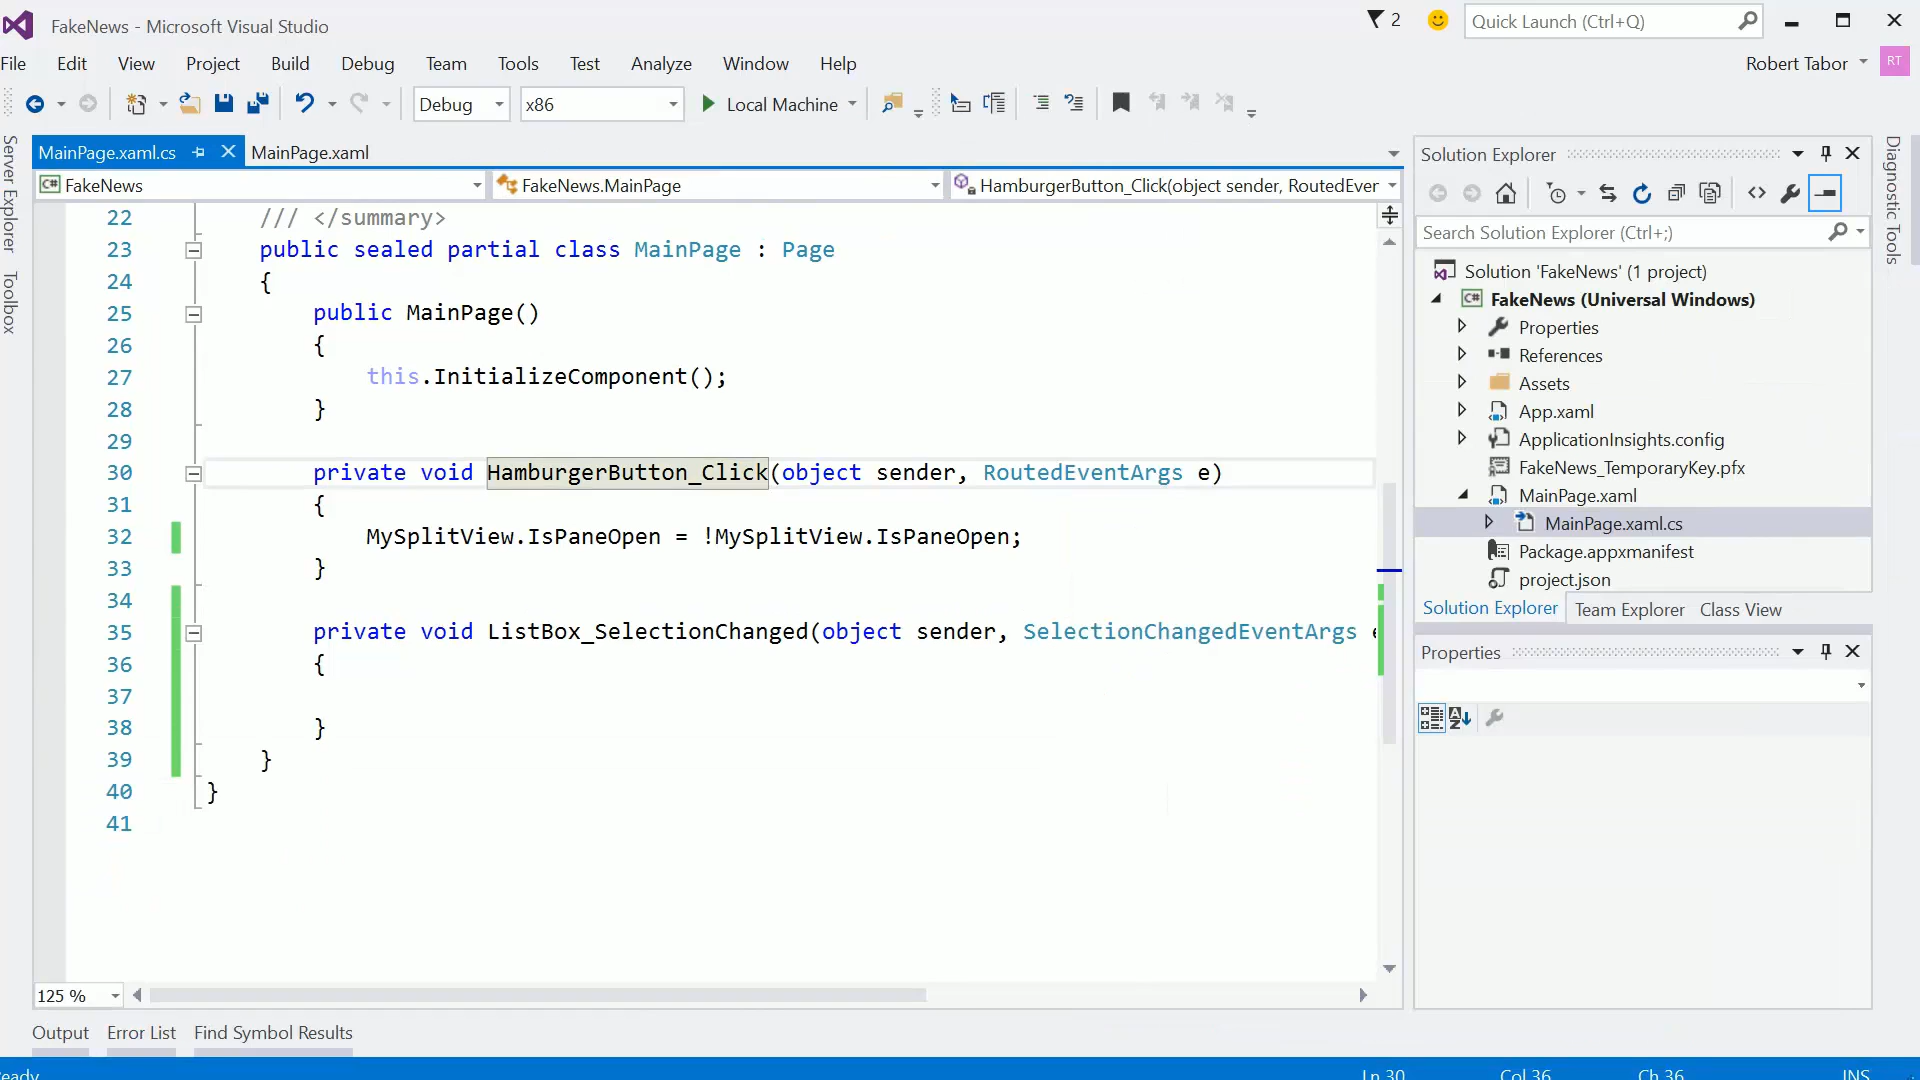 FakeNews - Microsoft Visual Studio
2
Quick Launch (Ctrl+Q)
File Edit View Project Build Debug Team Tools Test Analyze Window Help
Robert Tabor RT
Debug x86 Local Machine
Server Explorer
Toolbox
MainPage.xaml.cs MainPage.xaml
FakeNews FakeNews.MainPage HamburgerButton_Click(object sender, RoutedEver
22 /// </summary>
23 public sealed partial class MainPage : Page
24 {
25 public MainPage()
26 {
27 this.InitializeComponent();
28 }
29
30 private void HamburgerButton_Click(object sender, RoutedEventArgs e)
31 {
32 MySplitView.IsPaneOpen = !MySplitView.IsPaneOpen;
33 }
34
35 private void ListBox_SelectionChanged(object sender, SelectionChangedEventArgs
36 {
37
38 }
39 }
40 }
41
125 %
Output Error List Find Symbol Results
Solution Explorer
Search Solution Explorer (Ctrl+;)
Solution 'FakeNews' (1 project)
C# FakeNews (Universal Windows)
Properties
References
Assets
App.xaml
ApplicationInsights.config
FakeNews_TemporaryKey.pfx
MainPage.xaml
MainPage.xaml.cs
Package.appxmanifest
project.json
Solution Explorer Team Explorer Class View
Properties
Diagnostic Tools
eady Ln 30 Col 36 Ch 36 INS